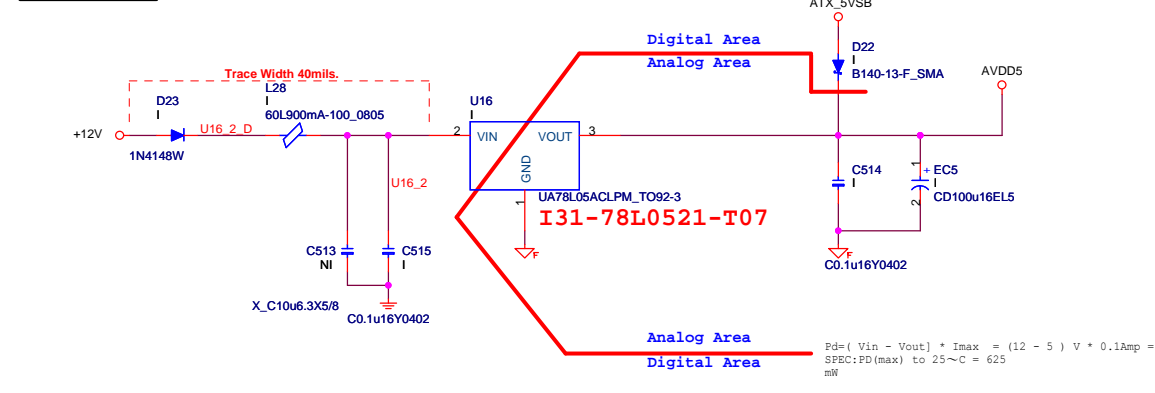 ATX_5VSB
Digital Area
Analog Area
D22
I
B140-13-F_SMA
AVDD5
Trace Width 40mils.
L28
I
60L900mA-100_0805
D23
I
U16
I
+12V
U16_2_D
1N4148W
2
VIN
VOUT
3
GND
1
U16_2
UA78L05ACLPM_TO92-3
I31-78L0521-T07
C514
I
1
+
EC5
I
CD100u16EL5
2
F
F
C0.1u16Y0402
C513
NI
C515
I
X_C10u6.3X5/8
C0.1u16Y0402
Analog Area
Digital Area
Pd=( Vin - Vout] * Imax = (12 - 5 ) V * 0.1Amp =
SPEC:PD(max) to 25～C = 625
mW